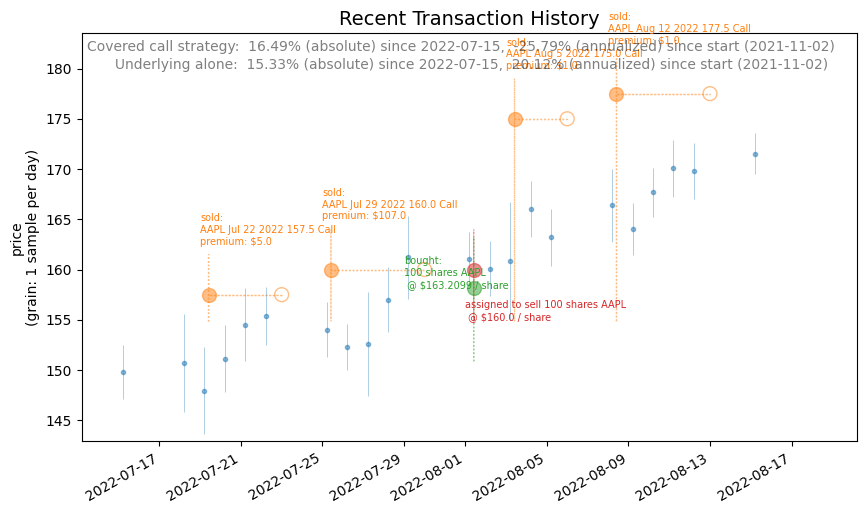 Recent Transaction History
sold:
AAPL Aug 12 2022 177.5 Call
premium: $1.0
Covered call strategy:  16.49% (absolute) since 2022-07-15,  25.79% (annualized) since start (2021-11-02)
Underlying alone:  15.33% (absolute) since 2022-07-15,  20.12% (annualized) since start (2021-11-02)
sold:
AAPL Aug 5 2022 175.0 Call
premium:
sold:
AAPL Jul 29 2022 160.0 Call
premium: $107.0
sold:
AAPL Jul 22 2022 157.5 Call
premium: $5.0
bought:
100 shares AAPL
@ $163.2099 / share
assigned to sell 100 shares AAPL
@ $160.0 / share
price
(grain: 1 sample per day)
180
175
170
165
160
155
150
145
2022-07-17
2022-07-21
2022-07-25
2022-07-29
2022-08-01
2022-08-05
2022-08-09
2022-08-13
2022-08-17